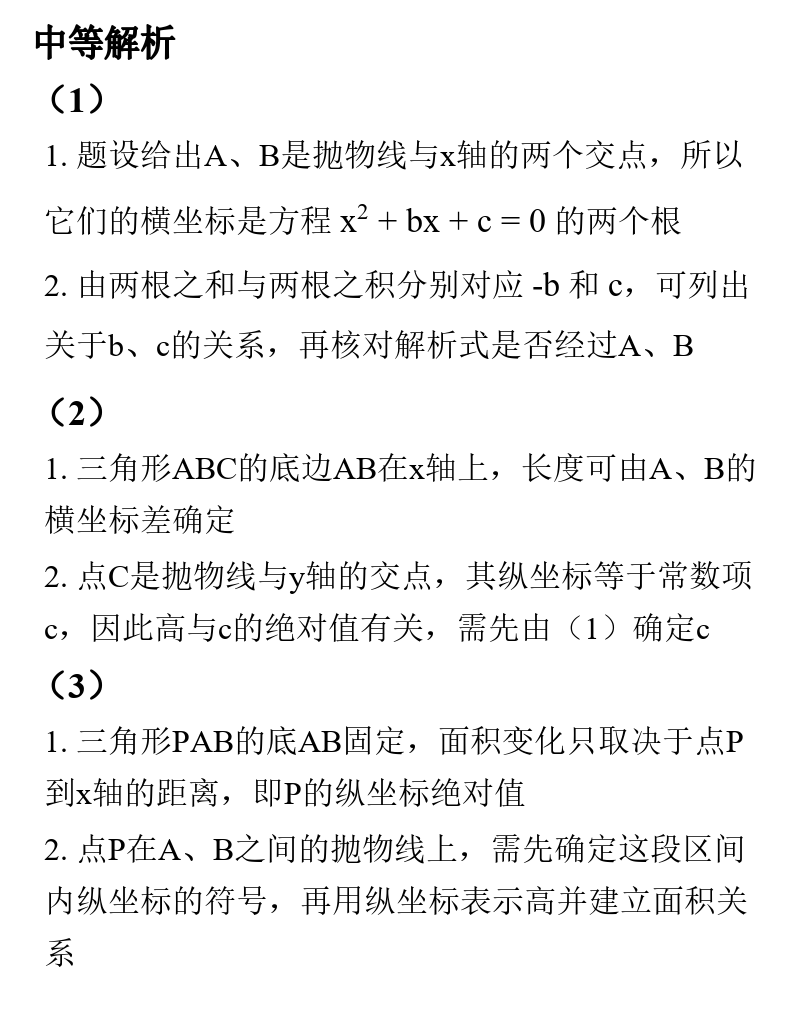 中等解析
（1）
1. 题设给出A、B是抛物线与x轴的两个交点，所以
它们的横坐标是方程 x² + bx + c = 0 的两个根
2. 由两根之和与两根之积分别对应 -b 和 c，可列出
关于b、c的关系，再核对解析式是否经过A、B
（2）
1. 三角形ABC的底边AB在x轴上，长度可由A、B的
横坐标差确定
2. 点C是抛物线与y轴的交点，其纵坐标等于常数项
c，因此高与c的绝对值有关，需先由（1）确定c
（3）
1. 三角形PAB的底AB固定，面积变化只取决于点P
到x轴的距离，即P的纵坐标绝对值
2. 点P在A、B之间的抛物线上，需先确定这段区间
内纵坐标的符号，再用纵坐标表示高并建立面积关
系